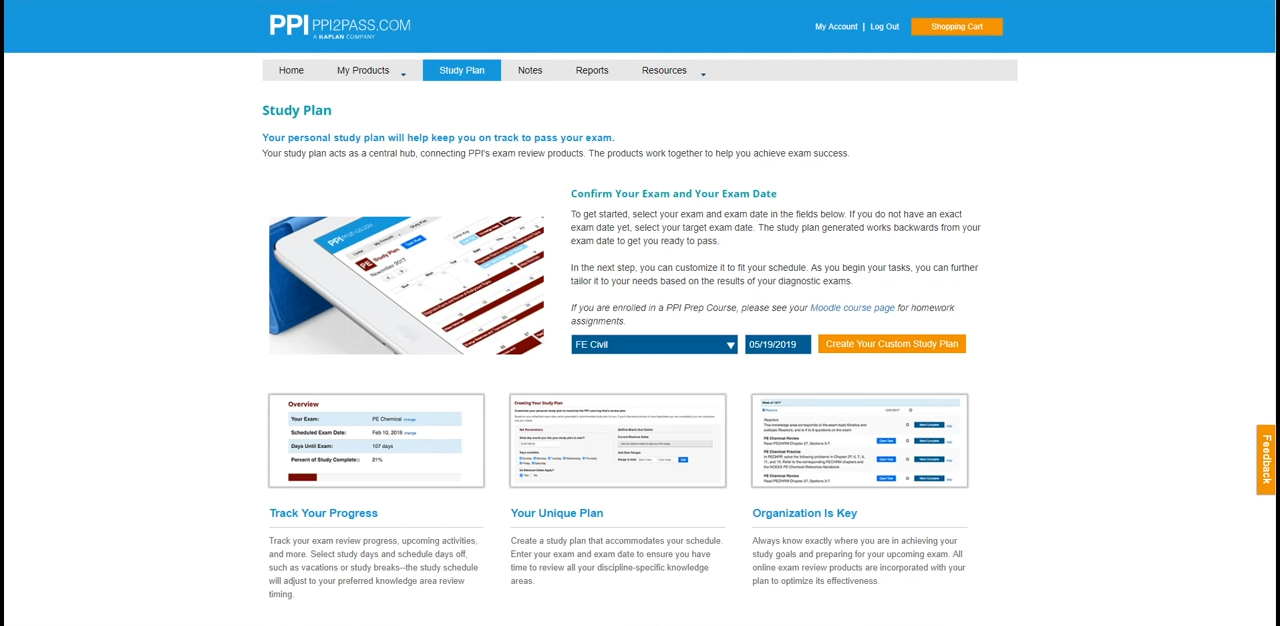 PPI PPI2PASS.COM
A KAPLAN COMPANY
My Account | Log Out
Shopping Cart
Home
My Products
Study Plan
Notes
Reports
Resources
Study Plan
Your personal study plan will help keep you on track to pass your exam.
Your study plan acts as a central hub, connecting PPI's exam review products. The products work together to help you achieve exam success.
Confirm Your Exam and Your Exam Date
To get started, select your exam and exam date in the fields below. If you do not have an exact
exam date yet, select your target exam date. The study plan generated works backwards from your
exam date to get you ready to pass.
In the next step, you can customize it to fit your schedule. As you begin your tasks, you can further
tailor it to your needs based on the results of your diagnostic exams.
If you are enrolled in a PPI Prep Course, please see your Moodle course page for homework
assignments.
FE Civil
05/19/2019
Create Your Custom Study Plan
Study Plan
November 2017
Overview
Your Exam: PE Chemical change
Scheduled Exam Date: Feb 10, 2018 change
Days Until Exam: 107 days
Percent of Study Complete: 21%
Creating Your Study Plan
Track Your Progress
Track your exam review progress, upcoming activities,
and more. Select study days and schedule days off,
such as vacations or study breaks--the study schedule
will adjust to your preferred knowledge area review
timing.
Your Unique Plan
Create a study plan that accommodates your schedule.
Enter your exam and exam date to ensure you have
time to review all your discipline-specific knowledge
areas.
PE Chemical Review
PE Chemical Practice
PE Chemical Review
Organization Is Key
Always know exactly where you are in achieving your
study goals and preparing for your upcoming exam. All
online exam review products are incorporated with your
plan to optimize its effectiveness.
Feedback